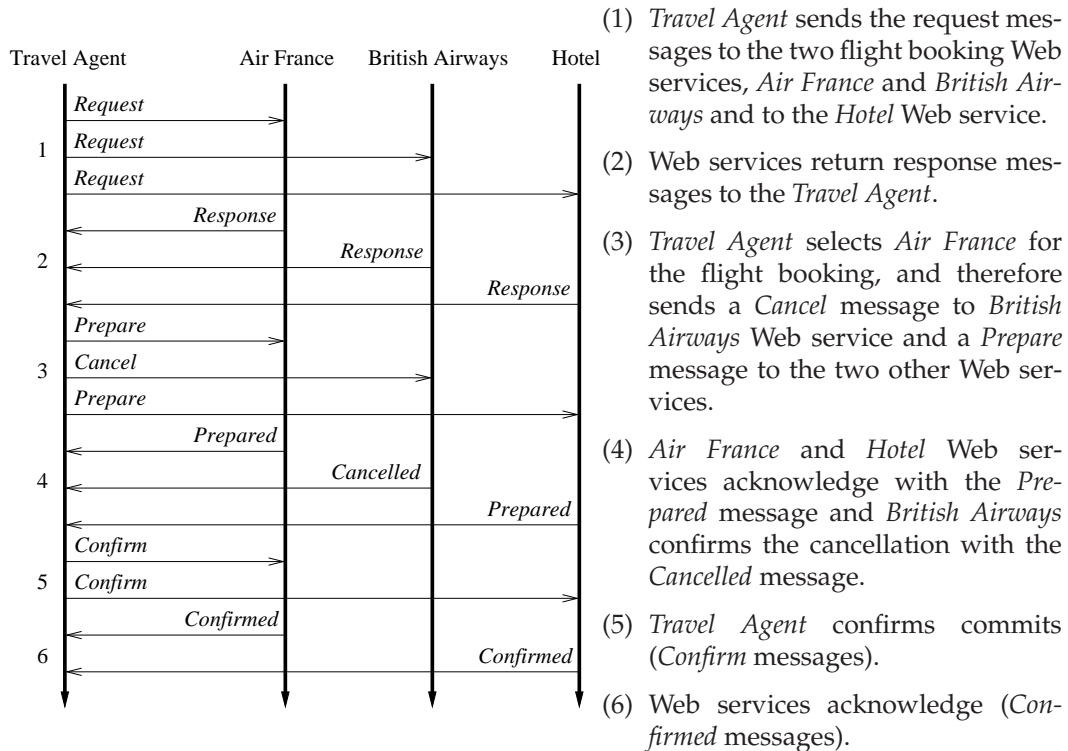 Travel Agent Air France British Airways Hotel
Request
1 Request
Request
Response
2 Response
Response
Prepare
3 Cancel
Prepare
Prepared
4 Cancelled
Prepared
Confirm
5 Confirm
Confirmed
6 Confirmed
(1) Travel Agent sends the request mes-
sages to the two flight booking Web
services, Air France and British Air-
ways and to the Hotel Web service.
(2) Web services return response mes-
sages to the Travel Agent.
(3) Travel Agent selects Air France for
the flight booking, and therefore
sends a Cancel message to British
Airways Web service and a Prepare
message to the two other Web ser-
vices.
(4) Air France and Hotel Web ser-
vices acknowledge with the Pre-
pared message and British Airways
confirms the cancellation with the
Cancelled message.
(5) Travel Agent confirms commits
(Confirm messages).
(6) Web services acknowledge (Con-
firmed messages).